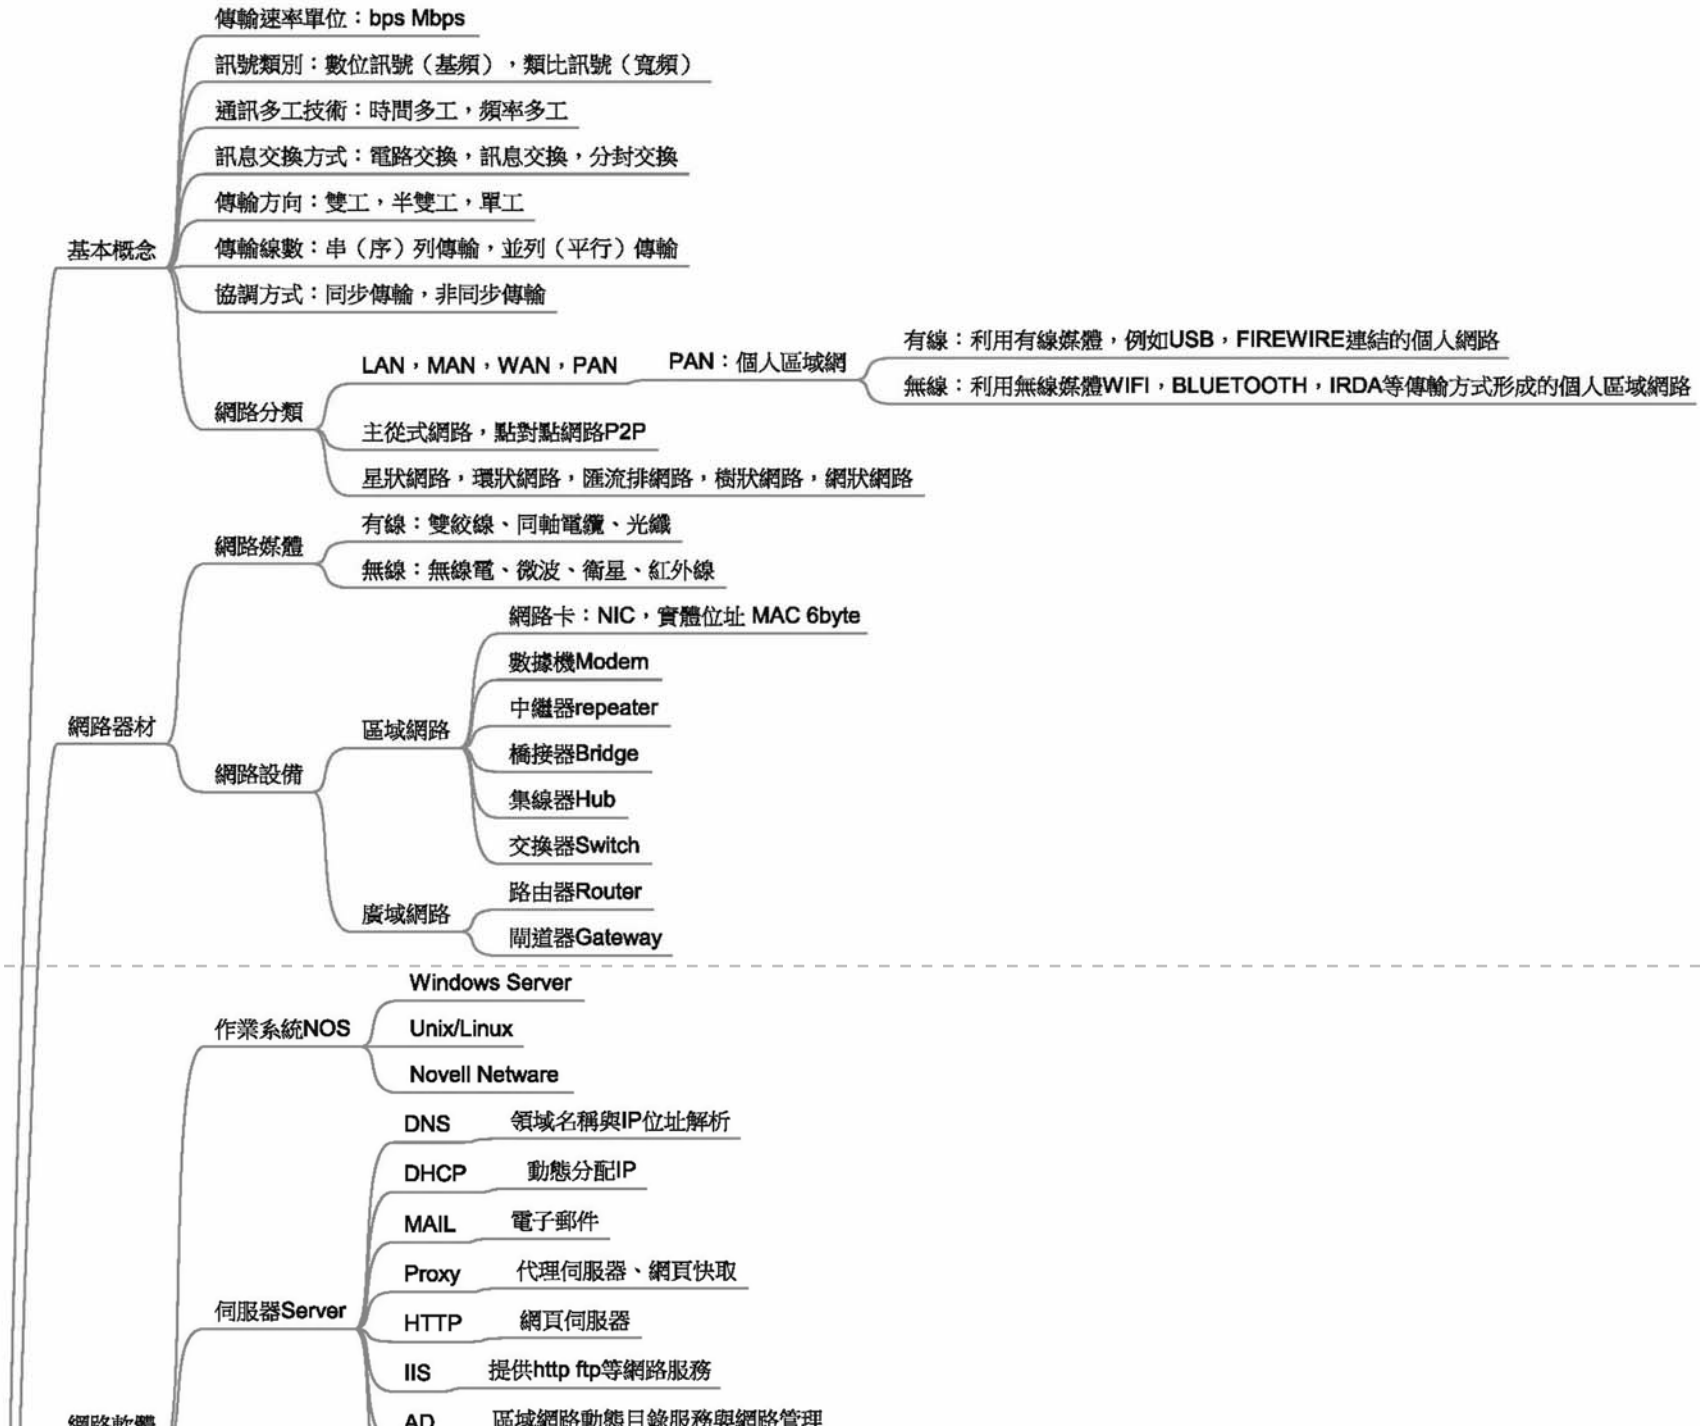 傳輸速率單位：bps Mbps
訊號類別：數位訊號（基頻），類比訊號（寬頻）
通訊多工技術：時間多工，頻率多工
訊息交換方式：電路交換，訊息交換，分封交換
傳輸方向：雙工，半雙工，單工
基本概念
傳輸線數：串（序）列傳輸，並列（平行）傳輸
協調方式：同步傳輸，非同步傳輸
網路分類
LAN，MAN，WAN，PAN
PAN：個人區域網
有線：利用有線媒體，例如USB，FIREWIRE連結的個人網路
無線：利用無線媒體WIFI，BLUETOOTH，IRDA等傳輸方式形成的個人區域網路
主從式網路，點對點網路P2P
星狀網路，環狀網路，匯流排網路，樹狀網路，網狀網路
網路器材
網路媒體
有線：雙絞線、同軸電纜、光纖
無線：無線電、微波、衛星、紅外線
網路設備
區域網路
網路卡：NIC，實體位址 MAC 6byte
數據機Modem
中繼器repeater
橋接器Bridge
集線器Hub
交換器Switch
廣域網路
路由器Router
閘道器Gateway
網路軟體
作業系統NOS
Windows Server
Unix/Linux
Novell Netware
伺服器Server
DNS 領域名稱與IP位址解析
DHCP 動態分配IP
MAIL 電子郵件
Proxy 代理伺服器、網頁快取
HTTP 網頁伺服器
IIS 提供http ftp等網路服務
AD 區域網路動態目錄服務與網路管理